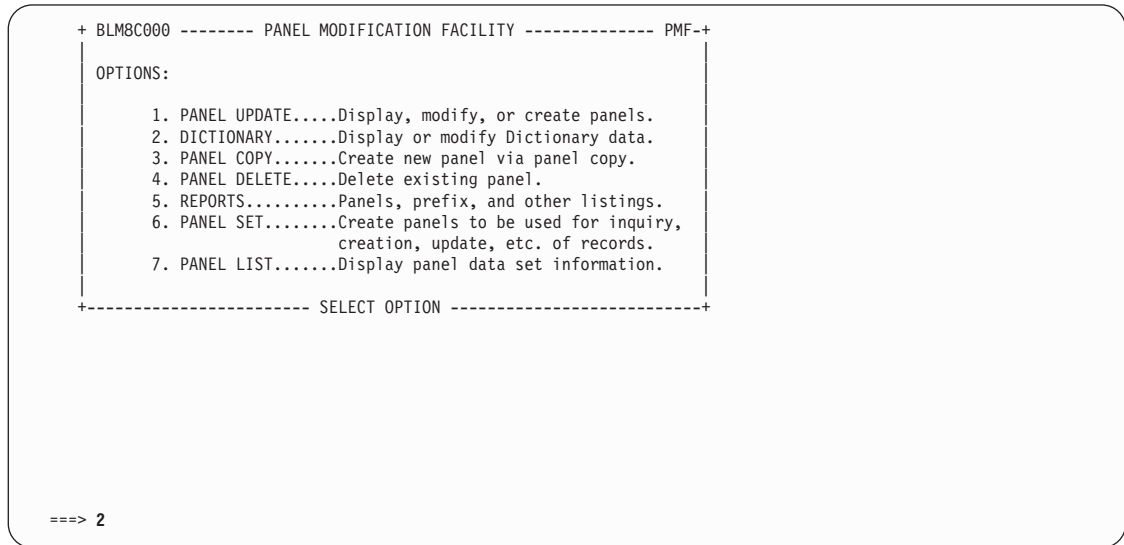 + BLM8C000 -------- PANEL MODIFICATION FACILITY -------------- PMF-+
OPTIONS:
1. PANEL UPDATE.....Display, modify, or create panels.
2. DICTIONARY.......Display or modify Dictionary data.
3. PANEL COPY.......Create new panel via panel copy.
4. PANEL DELETE.....Delete existing panel.
5. REPORTS..........Panels, prefix, and other listings.
6. PANEL SET........Create panels to be used for inquiry,
creation, update, etc. of records.
7. PANEL LIST.......Display panel data set information.
+------------------------ SELECT OPTION ---------------------------+
===> 2